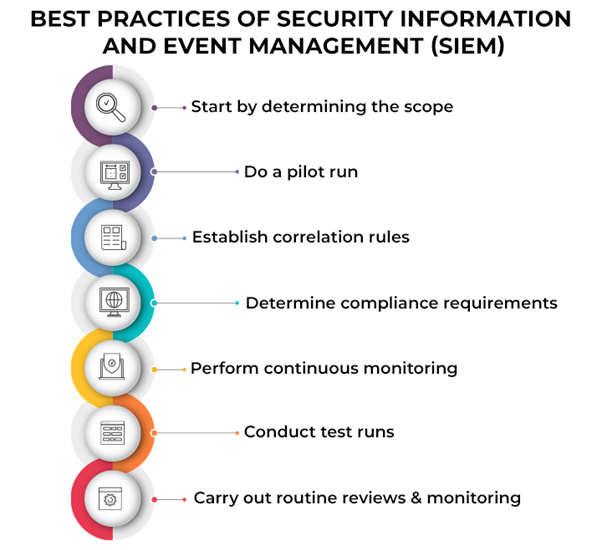 BEST PRACTICES OF SECURITY INFORMATION
AND EVENT MANAGEMENT (SIEM)
Start by determining the scope
Do a pilot run
Establish correlation rules
Determine compliance requirements
Perform continuous monitoring
Conduct test runs
Carry out routine reviews & monitoring